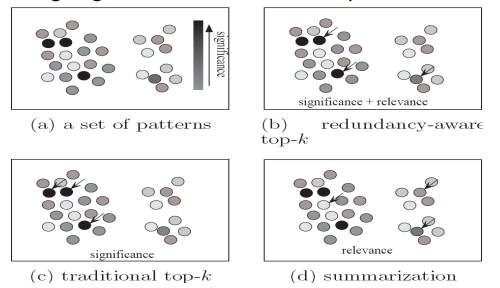 significance
(a) a set of patterns
significance + relevance
(b) redundancy-aware
top-k
significance
(c) traditional top-k
relevance
(d) summarization